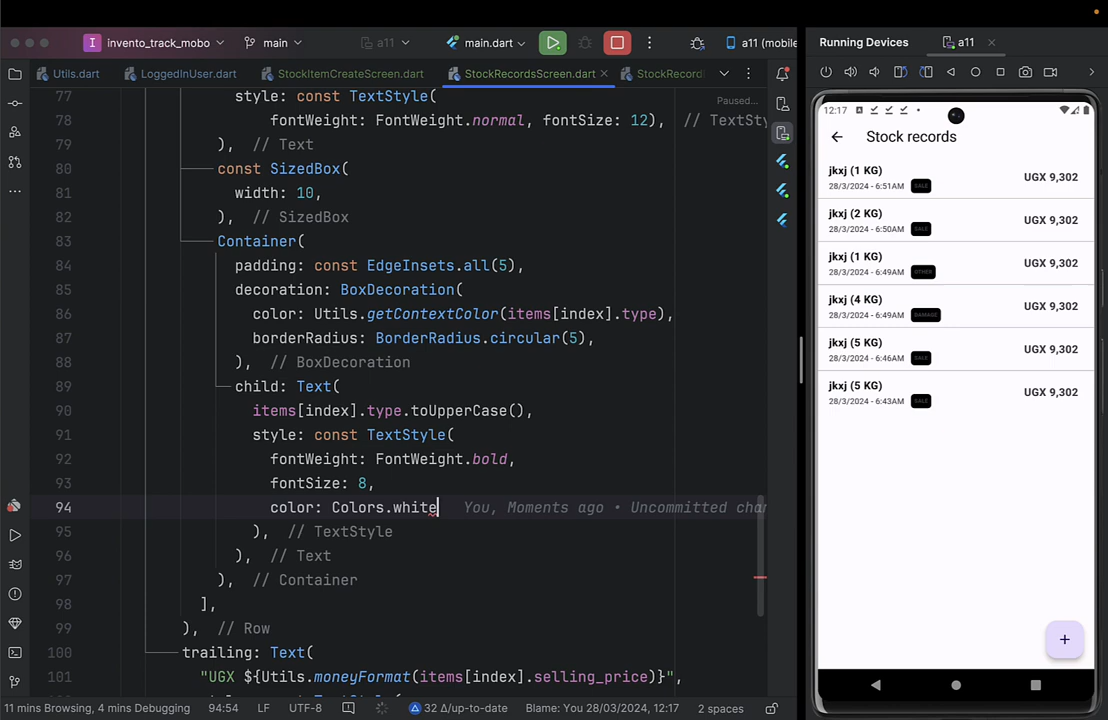 invento_track_mobo
main
a11
main.dart
a11 (mobile
Running Devices
a11
Utils.dart
LoggedInUser.dart
StockItemCreateScreen.dart
StockRecordsScreen.dart
StockRecord
Paused...
77 style: const TextStyle(
78 fontWeight: FontWeight.normal, fontSize: 12), // TextSty
79 ), // Text
80 const SizedBox(
81 width: 10,
82 ), // SizedBox
83 Container(
84 padding: const EdgeInsets.all(5),
85 decoration: BoxDecoration(
86 color: Utils.getContextColor(items[index].type),
87 borderRadius: BorderRadius.circular(5),
88 ), // BoxDecoration
89 child: Text(
90 items[index].type.toUpperCase(),
91 style: const TextStyle(
92 fontWeight: FontWeight.bold,
93 fontSize: 8,
94 color: Colors.white You, Moments ago • Uncommitted cha
95 ), // TextStyle
96 ), // Text
97 ), // Container
98 ],
99 ), // Row
100 trailing: Text(
101 "UGX ${Utils.moneyFormat(items[index].selling_price)}",
12:17
Stock records
jkxj (1 KG)
28/3/2024 - 6:51AM SALE
UGX 9,302
jkxj (2 KG)
28/3/2024 - 6:50AM SALE
UGX 9,302
jkxj (1 KG)
28/3/2024 - 6:49AM OTHER
UGX 9,302
jkxj (4 KG)
28/3/2024 - 6:49AM DAMAGE
UGX 9,302
jkxj (5 KG)
28/3/2024 - 6:46AM SALE
UGX 9,302
jkxj (5 KG)
28/3/2024 - 6:43AM SALE
UGX 9,302
+
11 mins Browsing, 4 mins Debugging
94:54
LF
UTF-8
32 Δ/up-to-date
Blame: You 28/03/2024, 12:17
2 spaces